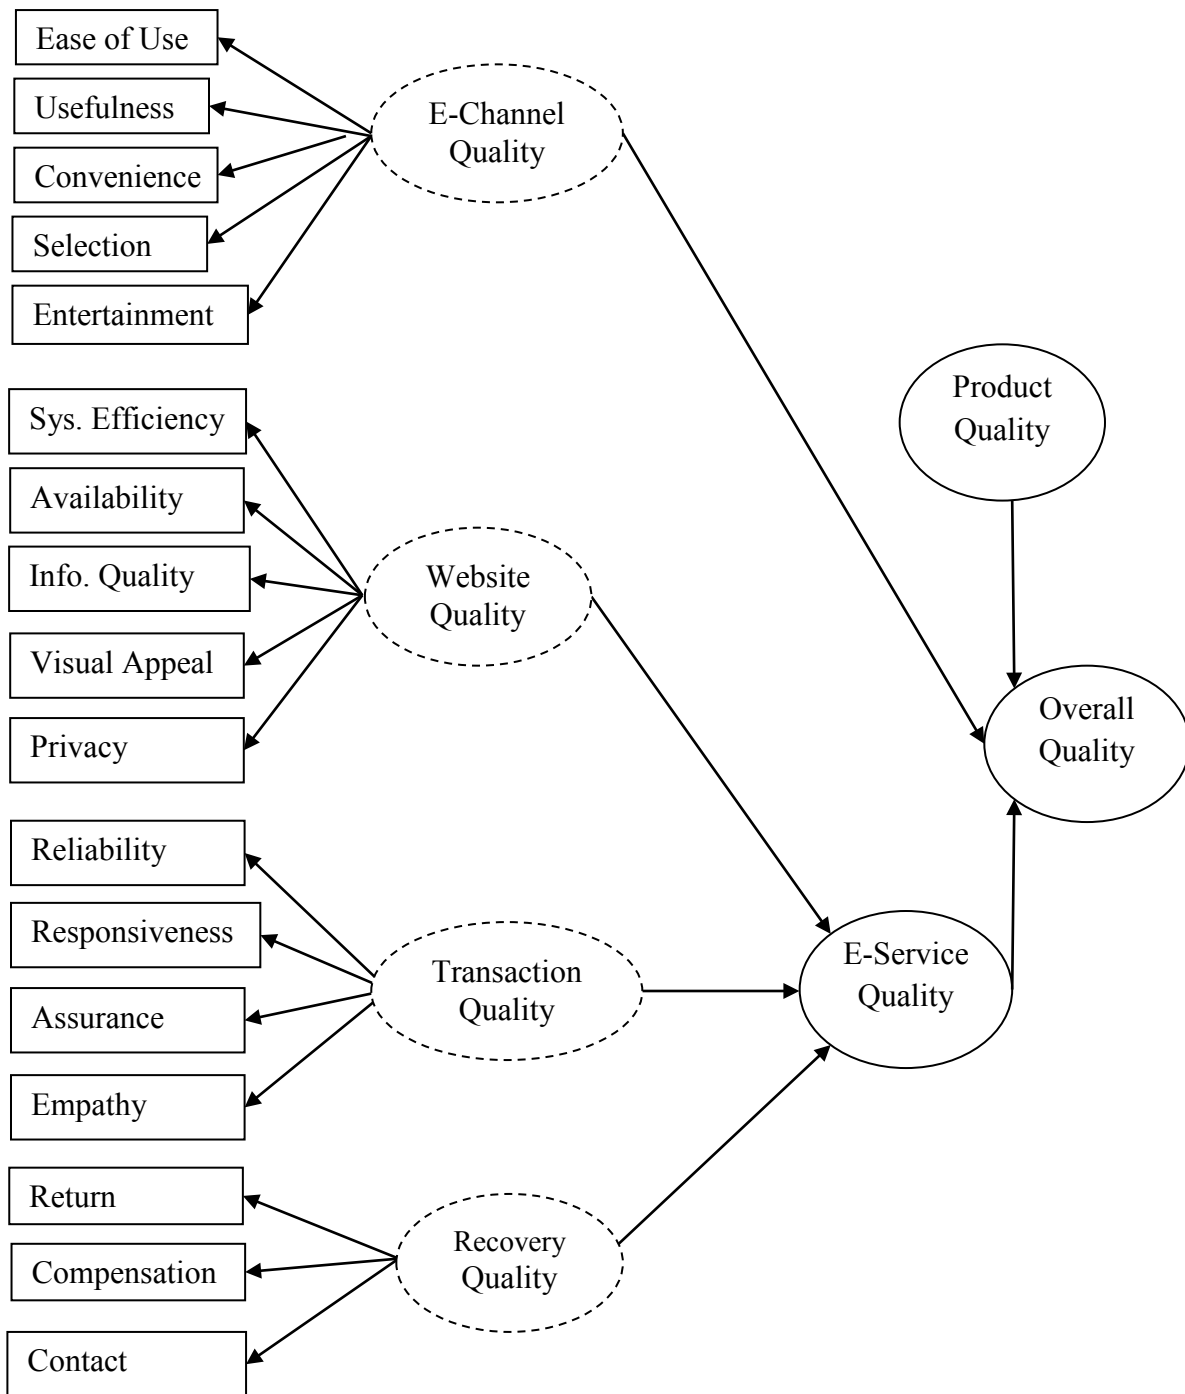 Ease of Use
Usefulness
Convenience
Selection
Entertainment
E-Channel
Quality
Sys. Efficiency
Availability
Info. Quality
Visual Appeal
Privacy
Website
Quality
Product
Quality
Overall
Quality
Reliability
Responsiveness
Assurance
Empathy
Transaction
Quality
E-Service
Quality
Return
Compensation
Contact
Recovery
Quality